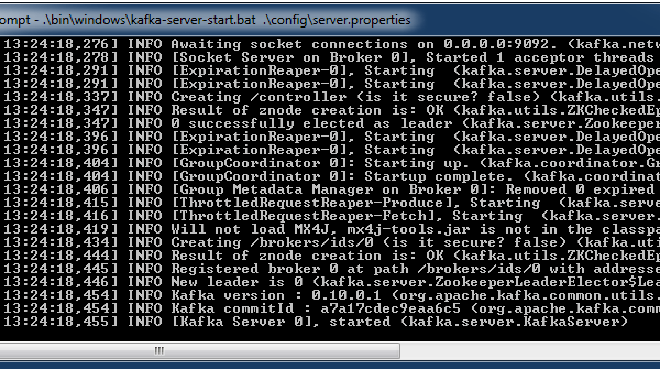 ompt - .\bin\windows\kafka-server-start.bat .\config\server.properties
13:24:18,276] INFO Awaiting socket connections on 0.0.0.0:9092. (kafka.netw
13:24:18,278] INFO [Socket Server on Broker 0], Started 1 acceptor threads
13:24:18,291] INFO [ExpirationReaper-0], Starting (kafka.server.DelayedOpe
13:24:18,291] INFO [ExpirationReaper-0], Starting (kafka.server.DelayedOpe
13:24:18,337] INFO Creating /controller (is it secure? false) (kafka.utils.
13:24:18,347] INFO Result of znode creation is: OK (kafka.utils.ZKCheckedEp
13:24:18,347] INFO 0 successfully elected as leader (kafka.server.Zookeeper
13:24:18,396] INFO [ExpirationReaper-0], Starting (kafka.server.DelayedOpe
13:24:18,396] INFO [ExpirationReaper-0], Starting (kafka.server.DelayedOpe
13:24:18,404] INFO [GroupCoordinator 0]: Starting up. (kafka.coordinator.Gr
13:24:18,404] INFO [GroupCoordinator 0]: Startup complete. (kafka.coordinat
13:24:18,406] INFO [Group Metadata Manager on Broker 0]: Removed 0 expired
13:24:18,415] INFO [ThrottledRequestReaper-Produce], Starting (kafka.serve
13:24:18,416] INFO [ThrottledRequestReaper-Fetch], Starting (kafka.server.
13:24:18,419] INFO Will not load MX4J, mx4j-tools.jar is not in the classpa
13:24:18,434] INFO Creating /brokers/ids/0 (is it secure? false) (kafka.uti
13:24:18,444] INFO Result of znode creation is: OK (kafka.utils.ZKCheckedEp
13:24:18,445] INFO Registered broker 0 at path /brokers/ids/0 with addresse
13:24:18,446] INFO New leader is 0 (kafka.server.ZookeeperLeaderElector$Lea
13:24:18,454] INFO Kafka version : 0.10.0.1 (org.apache.kafka.common.utils.
13:24:18,454] INFO Kafka commitId : a7a17cdec9eaa6c5 (org.apache.kafka.comm
13:24:18,455] INFO [Kafka Server 0], started (kafka.server.KafkaServer)